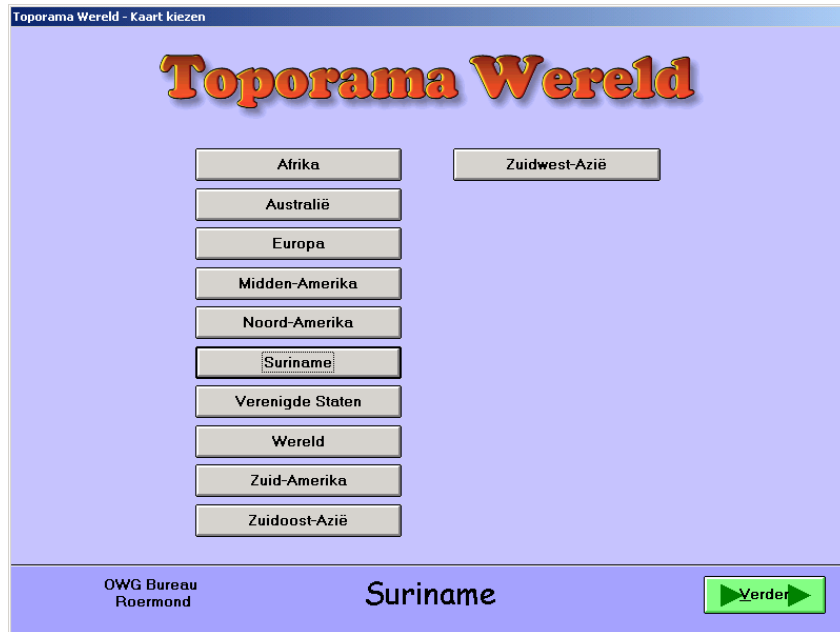 Toporama Wereld - Kaart kiezen
Toporama Wereld
Afrika
Australië
Europa
Midden-Amerika
Noord-Amerika
Suriname
Verenigde Staten
Wereld
Zuid-Amerika
Zuidoost-Azië
Zuidwest-Azië
OWG Bureau
Roermond
Suriname
Verder